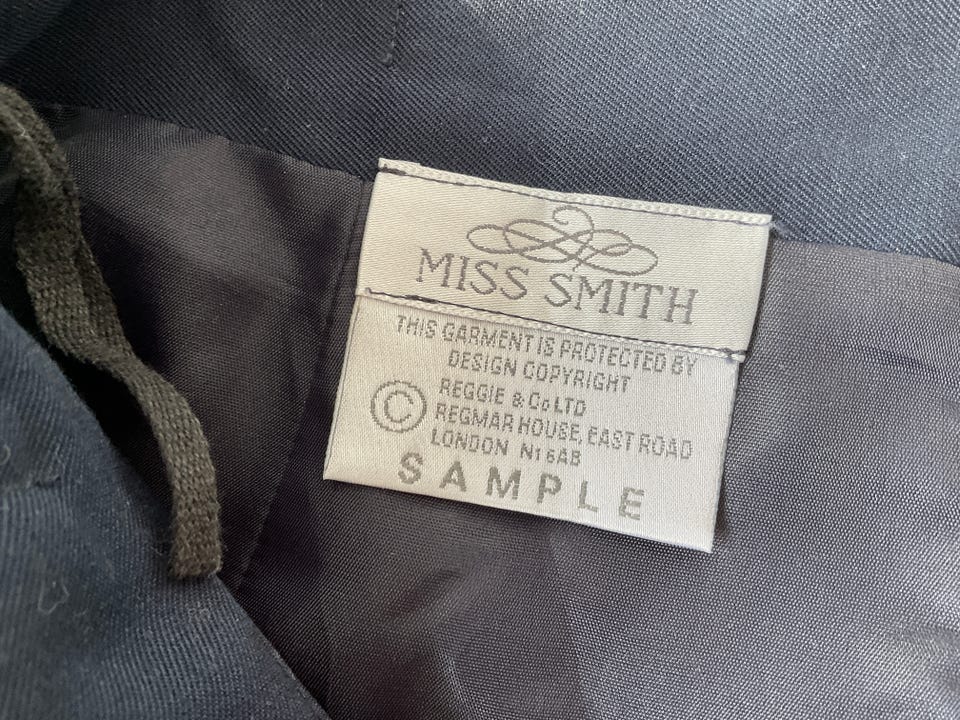 MISS SMITH
THIS GARMENT IS PROTECTED BY
DESIGN COPYRIGHT
© REGGIE & Co LTD
REGMAR HOUSE, EAST ROAD
LONDON N1 6AB
SAMPLE